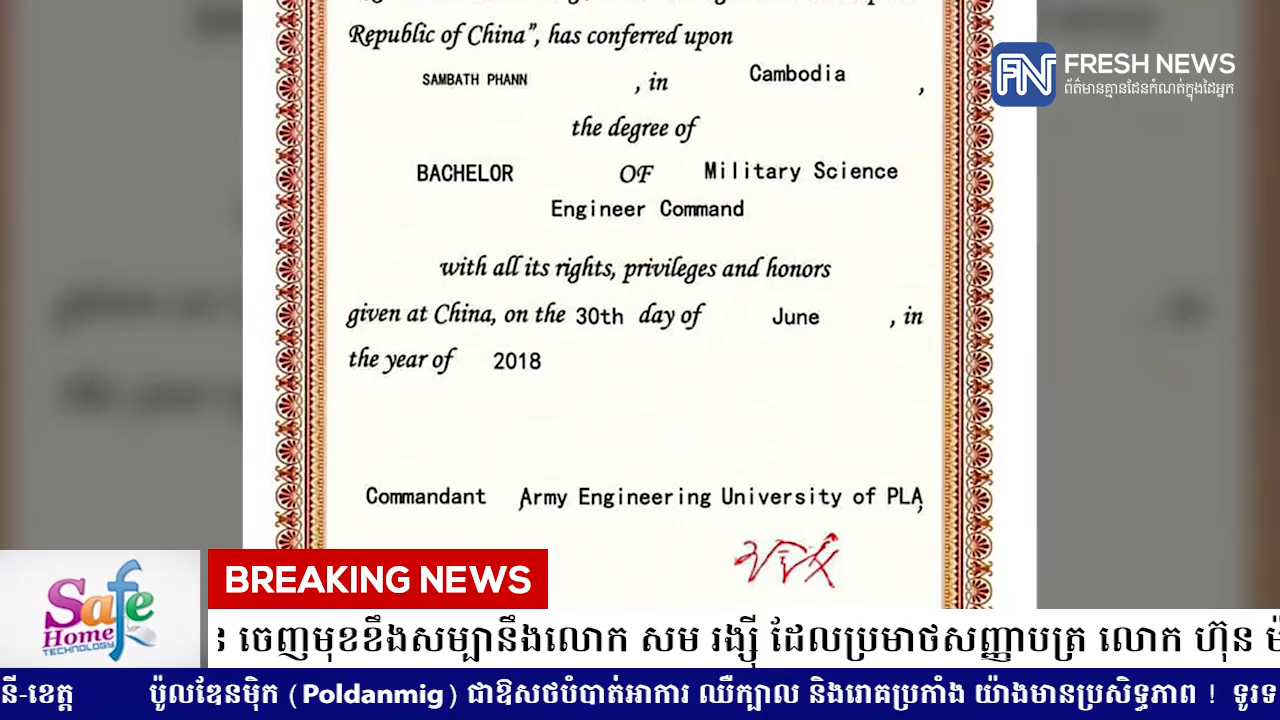 Republic of China”, has conferred upon
SAMBATH PHANN , in Cambodia ,
the degree of
BACHELOR OF Military Science
Engineer Command
with all its rights, privileges and honors
given at China, on the 30th day of June , in
the year of 2018
Commandant Army Engineering University of PLA,
FRESH NEWS
ព័ត៌មានគ្មានដែនកំណត់ក្នុងដៃអ្នក
Safe
Home
TECHNOLOGY
BREAKING NEWS
ចេញមុខខឹងសម្បានឹងលោក សម រង្ស៊ី ដែលប្រមាថសញ្ញាបត្រ លោក ហ៊ុន
នី-ខេត្ត ប៉ូលឌែនម៉ិក (Poldanmig) ជាឱសថបំបាត់អាការៈ ឈឺក្បាល និងរោគប្រកាំង យ៉ាងមានប្រសិទ្ធភាព ! ទូរទ